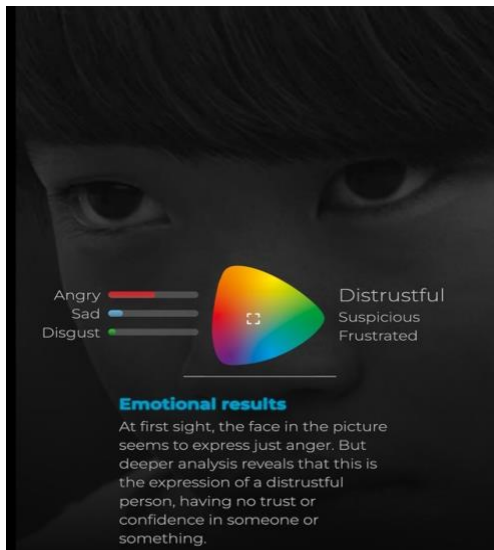 Angry
Sad
Disgust
Distrustful
Suspicious
Frustrated
Emotional results
At first sight, the face in the picture
seems to express just anger. But
deeper analysis reveals that this is
the expression of a distrustful
person, having no trust or
confidence in someone or
something.